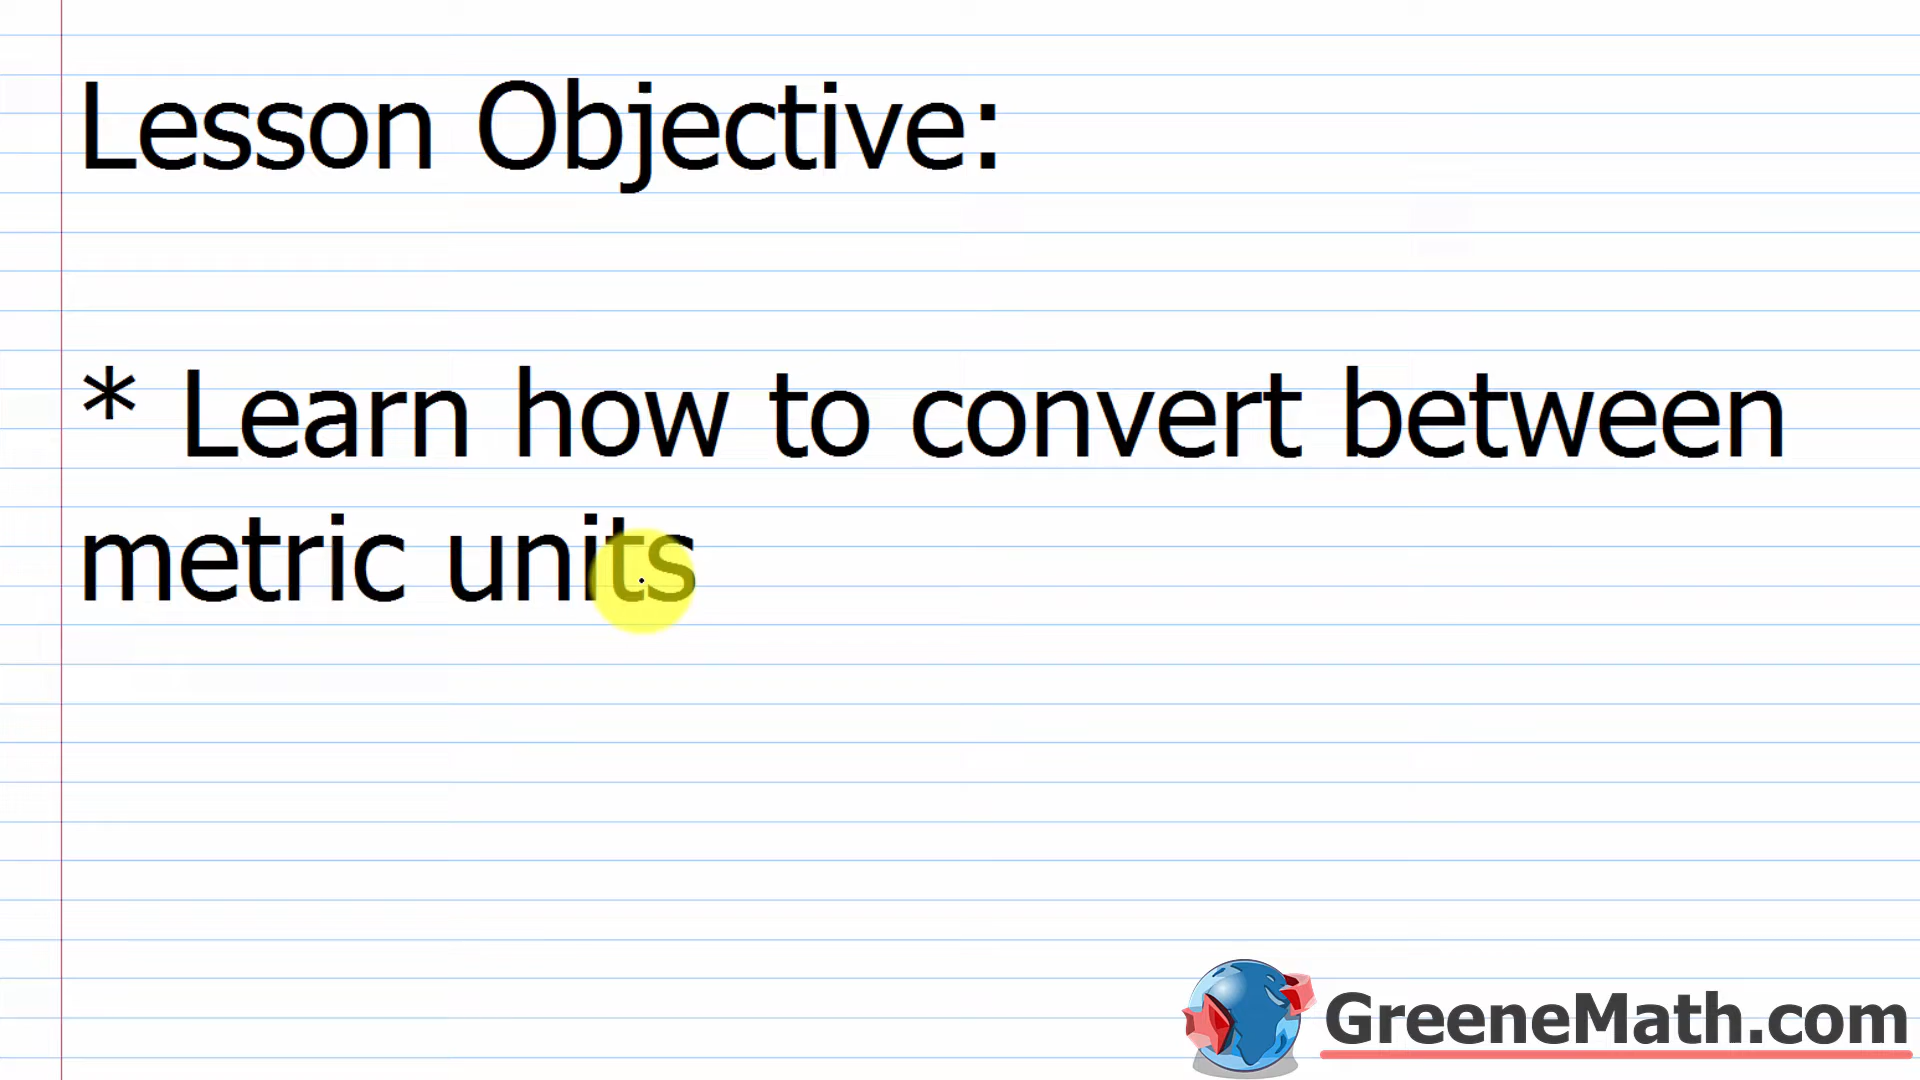 Lesson Objective:
* Learn how to convert between
metric units
GreeneMath.com